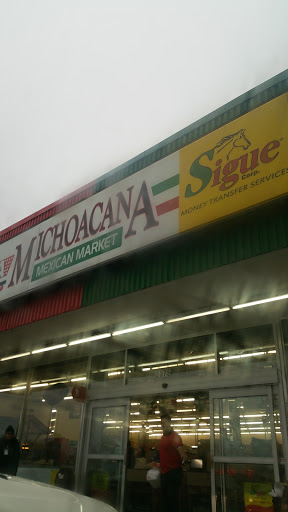 MICHOACANA
MEXICAN MARKET
Sigue
Corp.
MONEY TRANSFER SERVICES